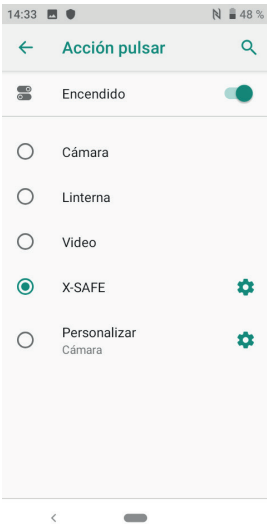 14:33 48 %
Acción pulsar
Encendido
Cámara
Linterna
Video
X-SAFE
Personalizar
Cámara